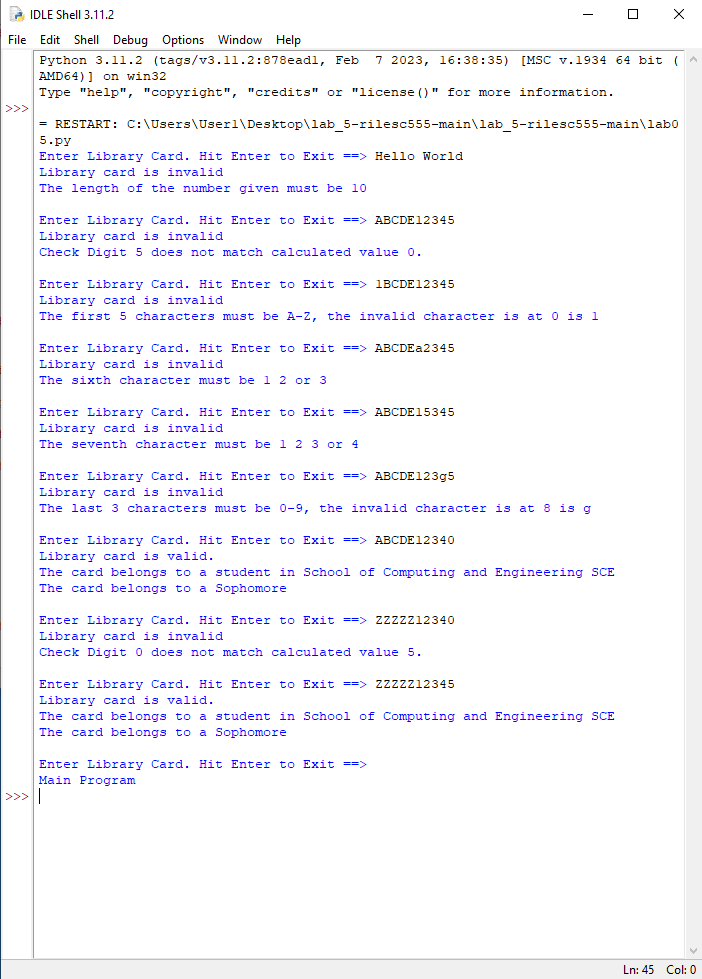 IDLE Shell 3.11.2
File Edit Shell Debug Options Window Help
Python 3.11.2 (tags/v3.11.2:878ead1, Feb  7 2023, 16:38:35) [MSC v.1934 64 bit (
AMD64)] on win32
Type "help", "copyright", "credits" or "license()" for more information.
>>>
= RESTART: C:\Users\User1\Desktop\lab_5-rilesc555-main\lab_5-rilesc555-main\lab0
5.py
Enter Library Card. Hit Enter to Exit ==> Hello World
Library card is invalid
The length of the number given must be 10
Enter Library Card. Hit Enter to Exit ==> ABCDE12345
Library card is invalid
Check Digit 5 does not match calculated value 0.
Enter Library Card. Hit Enter to Exit ==> 1BCDE12345
Library card is invalid
The first 5 characters must be A-Z, the invalid character is at 0 is 1
Enter Library Card. Hit Enter to Exit ==> ABCDEa2345
Library card is invalid
The sixth character must be 1 2 or 3
Enter Library Card. Hit Enter to Exit ==> ABCDE15345
Library card is invalid
The seventh character must be 1 2 3 or 4
Enter Library Card. Hit Enter to Exit ==> ABCDE123g5
Library card is invalid
The last 3 characters must be 0-9, the invalid character is at 8 is g
Enter Library Card. Hit Enter to Exit ==> ABCDE12340
Library card is valid.
The card belongs to a student in School of Computing and Engineering SCE
The card belongs to a Sophomore
Enter Library Card. Hit Enter to Exit ==> ZZZZZ12340
Library card is invalid
Check Digit 0 does not match calculated value 5.
Enter Library Card. Hit Enter to Exit ==> ZZZZZ12345
Library card is valid.
The card belongs to a student in School of Computing and Engineering SCE
The card belongs to a Sophomore
Enter Library Card. Hit Enter to Exit ==>
Main Program
>>>
Ln: 45 Col: 0